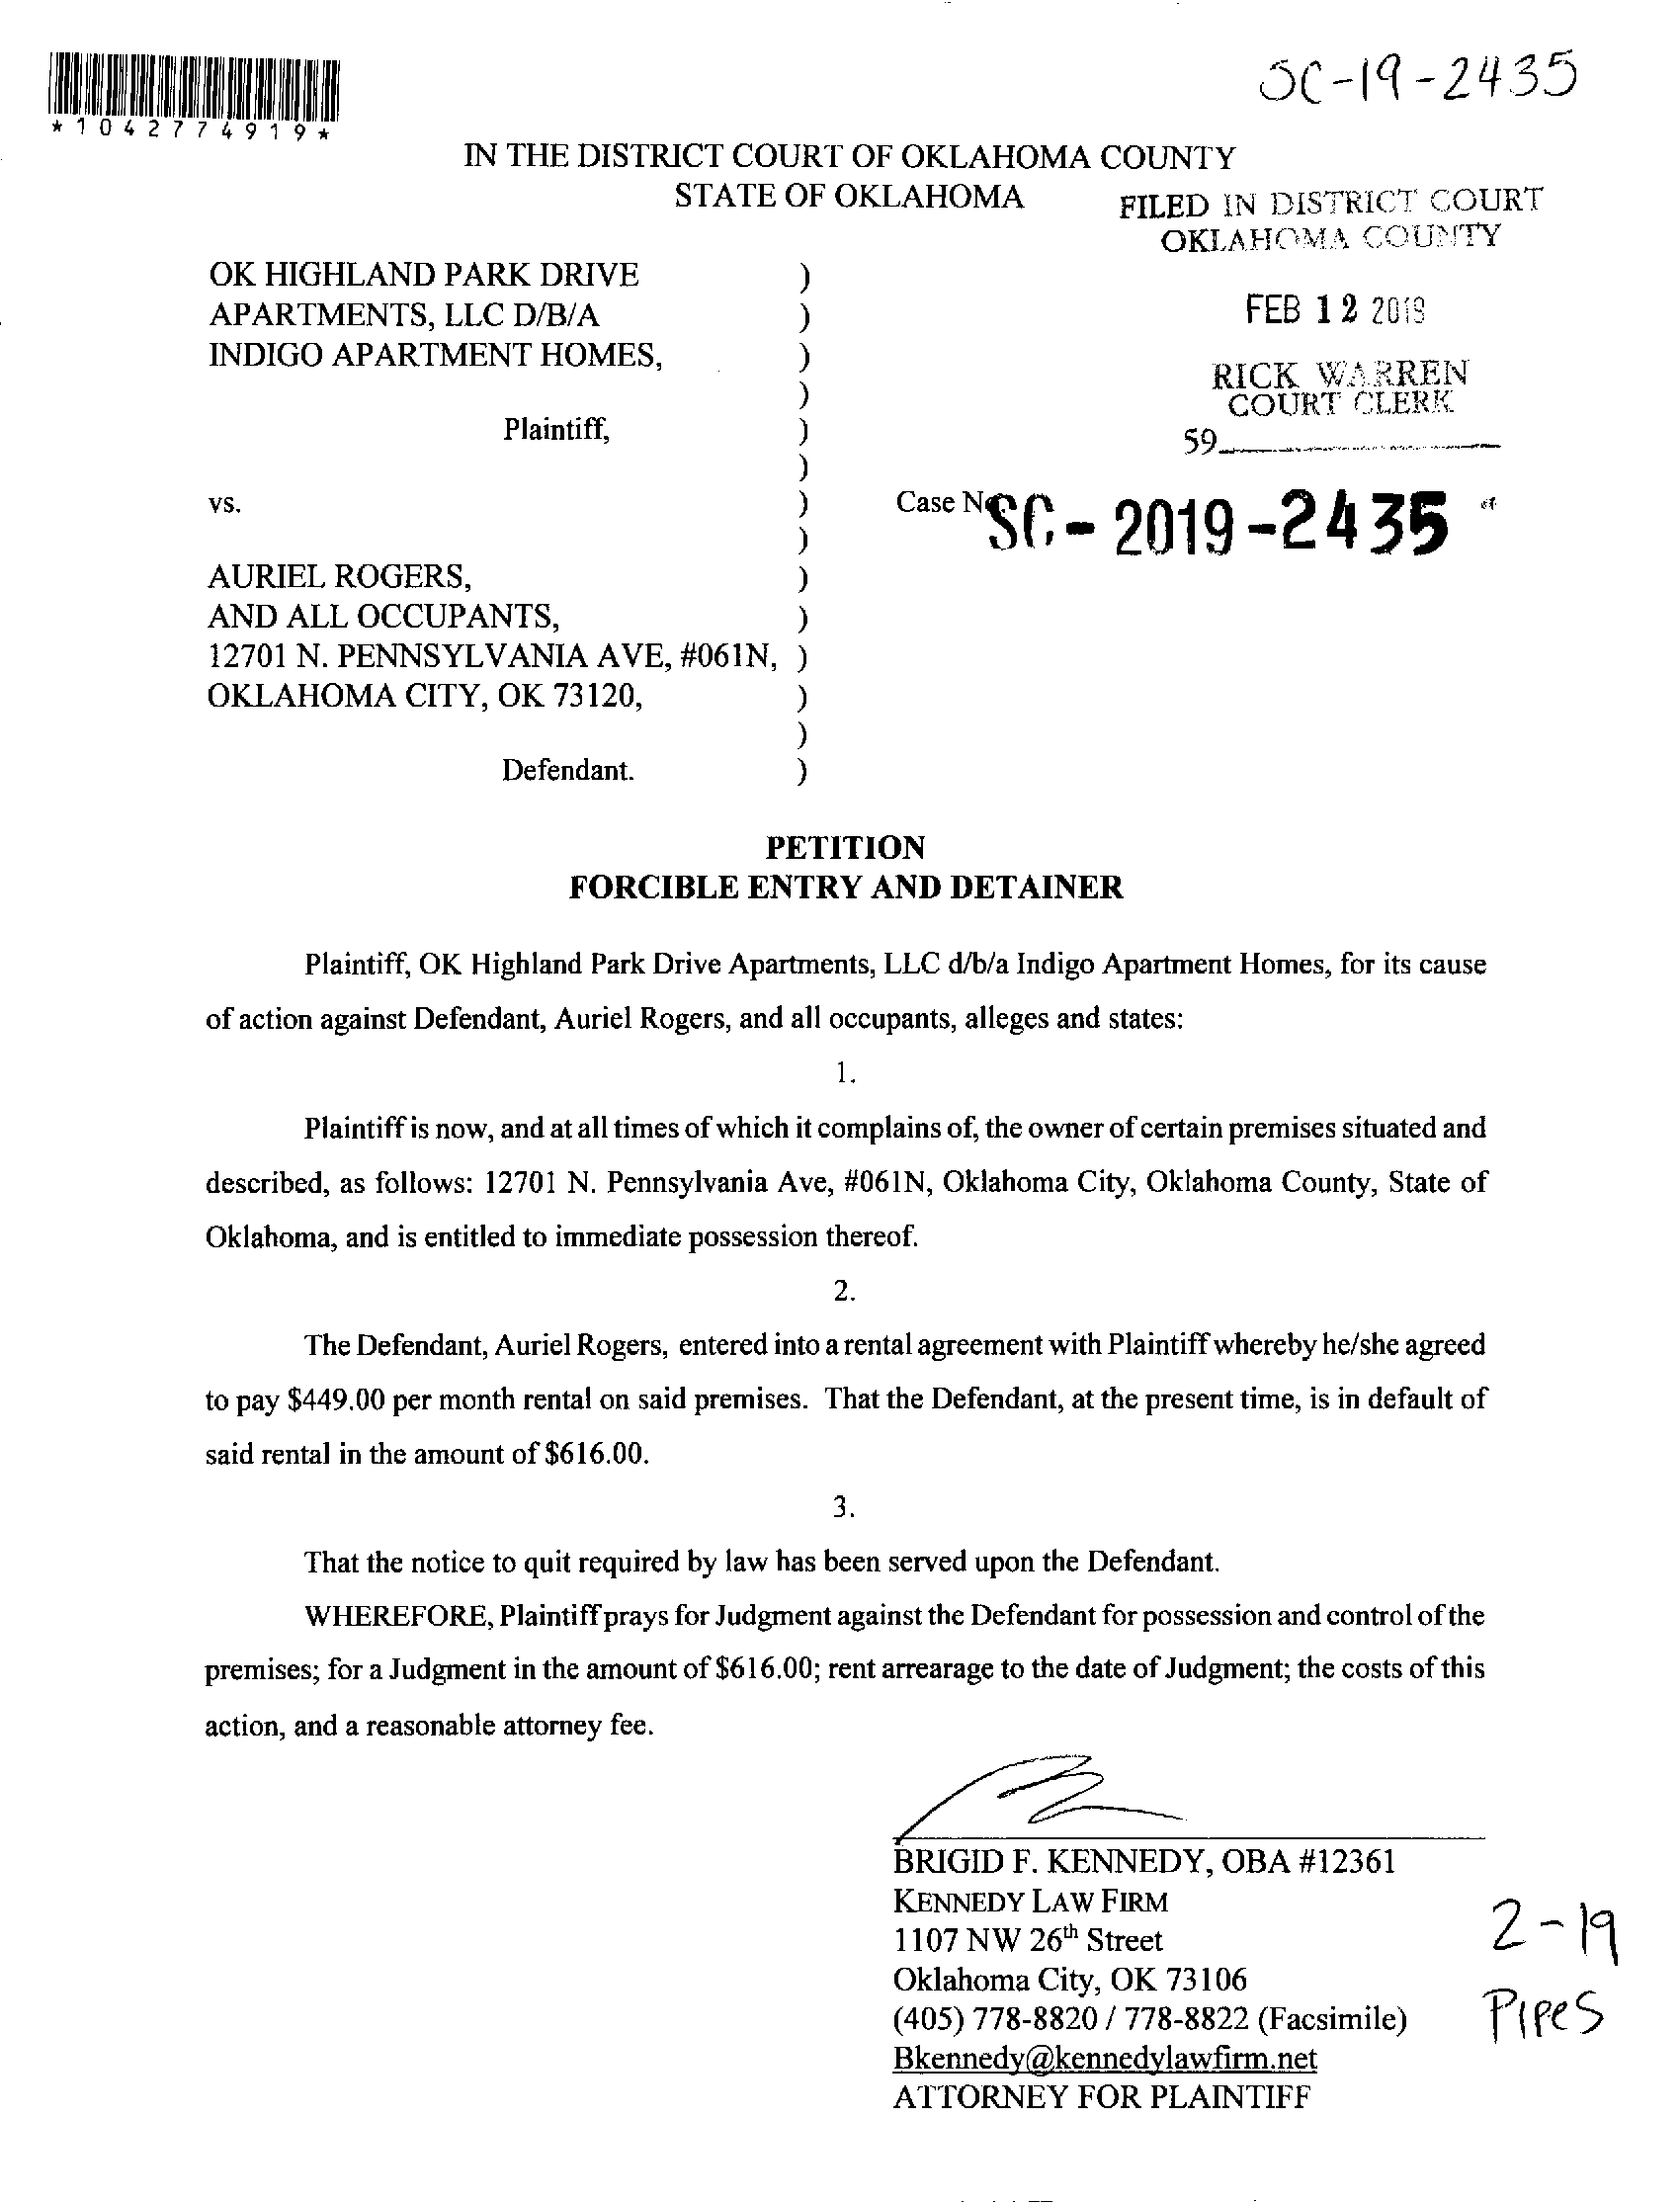 SC-19-2435
*1042774919*
IN THE DISTRICT COURT OF OKLAHOMA COUNTY
STATE OF OKLAHOMA
FILED IN DISTRICT COURT
OKLAHOMA COUNTY
FEB 12 2019
RICK WARREN
COURT CLERK
59
OK HIGHLAND PARK DRIVE )
APARTMENTS, LLC D/B/A )
INDIGO APARTMENT HOMES, )
)
Plaintiff, )
)
vs. ) Case No SC-2019-2435
)
AURIEL ROGERS, )
AND ALL OCCUPANTS, )
12701 N. PENNSYLVANIA AVE, #061N, )
OKLAHOMA CITY, OK 73120, )
)
Defendant. )
PETITION
FORCIBLE ENTRY AND DETAINER
Plaintiff, OK Highland Park Drive Apartments, LLC d/b/a Indigo Apartment Homes, for its cause
of action against Defendant, Auriel Rogers, and all occupants, alleges and states:
1.
Plaintiff is now, and at all times of which it complains of, the owner of certain premises situated and
described, as follows: 12701 N. Pennsylvania Ave, #061N, Oklahoma City, Oklahoma County, State of
Oklahoma, and is entitled to immediate possession thereof.
2.
The Defendant, Auriel Rogers, entered into a rental agreement with Plaintiff whereby he/she agreed
to pay $449.00 per month rental on said premises. That the Defendant, at the present time, is in default of
said rental in the amount of $616.00.
3.
That the notice to quit required by law has been served upon the Defendant.
WHEREFORE, Plaintiff prays for Judgment against the Defendant for possession and control of the
premises; for a Judgment in the amount of $616.00; rent arrearage to the date of Judgment; the costs of this
action, and a reasonable attorney fee.
BRIGID F. KENNEDY, OBA #12361
KENNEDY LAW FIRM
1107 NW 26th Street
Oklahoma City, OK 73106
(405) 778-8820 / 778-8822 (Facsimile)
Bkennedy@kennedylawfirm.net
ATTORNEY FOR PLAINTIFF
2-19
Pipes